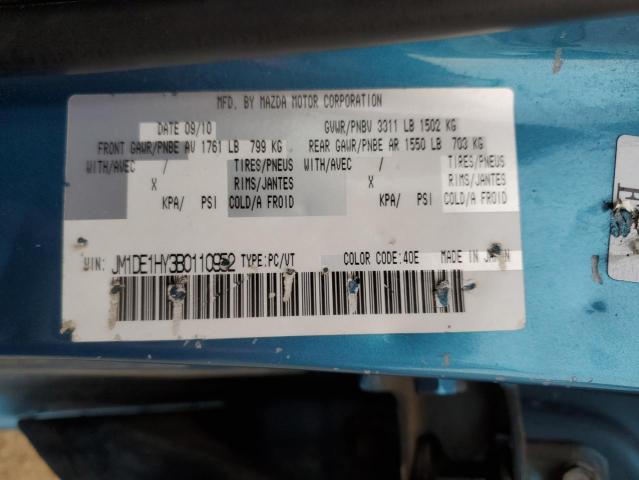 MFD. BY MAZDA MOTOR CORPORATION
DATE 09/10 GVWR/PNBV 3311 LB 1502 KG
FRONT GAWR/PNBE AV 1761 LB 799 KG REAR GAWR/PNBE AR 1550 LB 703 KG
WITH/AVEC TIRES/PNEUS WITH/AVEC TIRES/PNEUS
X RIMS/JANTES X RIMS/JANTES
KPA/ PSI COLD/A FROID KPA/ PSI COLD/A FROID
VIN: JM1DE1HY3B0110952 TYPE:PC/VT COLOR CODE:40E MADE IN JAPAN